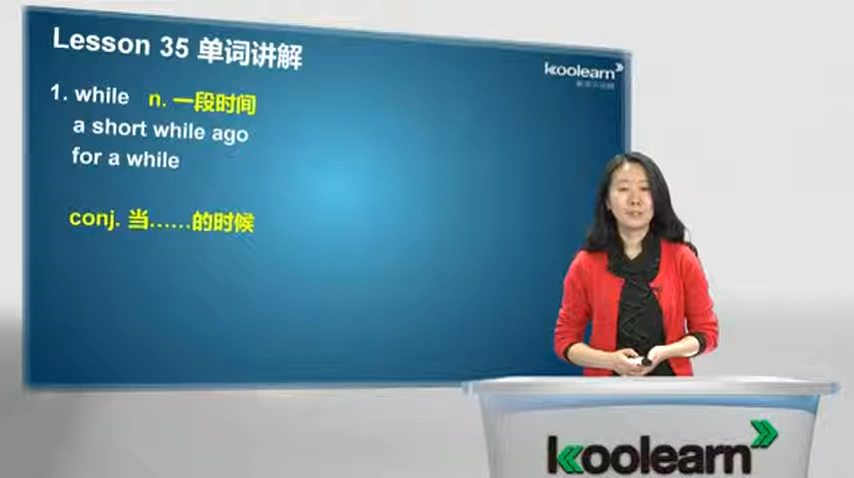 Lesson 35 单词讲解
koolearn
1. while n. 一段时间
a short while ago
for a while
conj. 当……的时候
koolearn